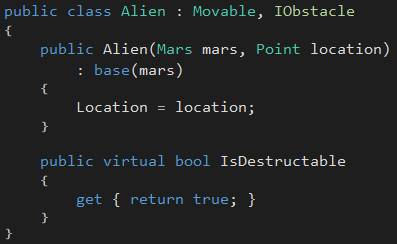 public class Alien : Movable, IObstacle
{
    public Alien(Mars mars, Point location)
        : base(mars)
    {
        Location = location;
    }

    public virtual bool IsDestructable
    {
        get { return true; }
    }
}